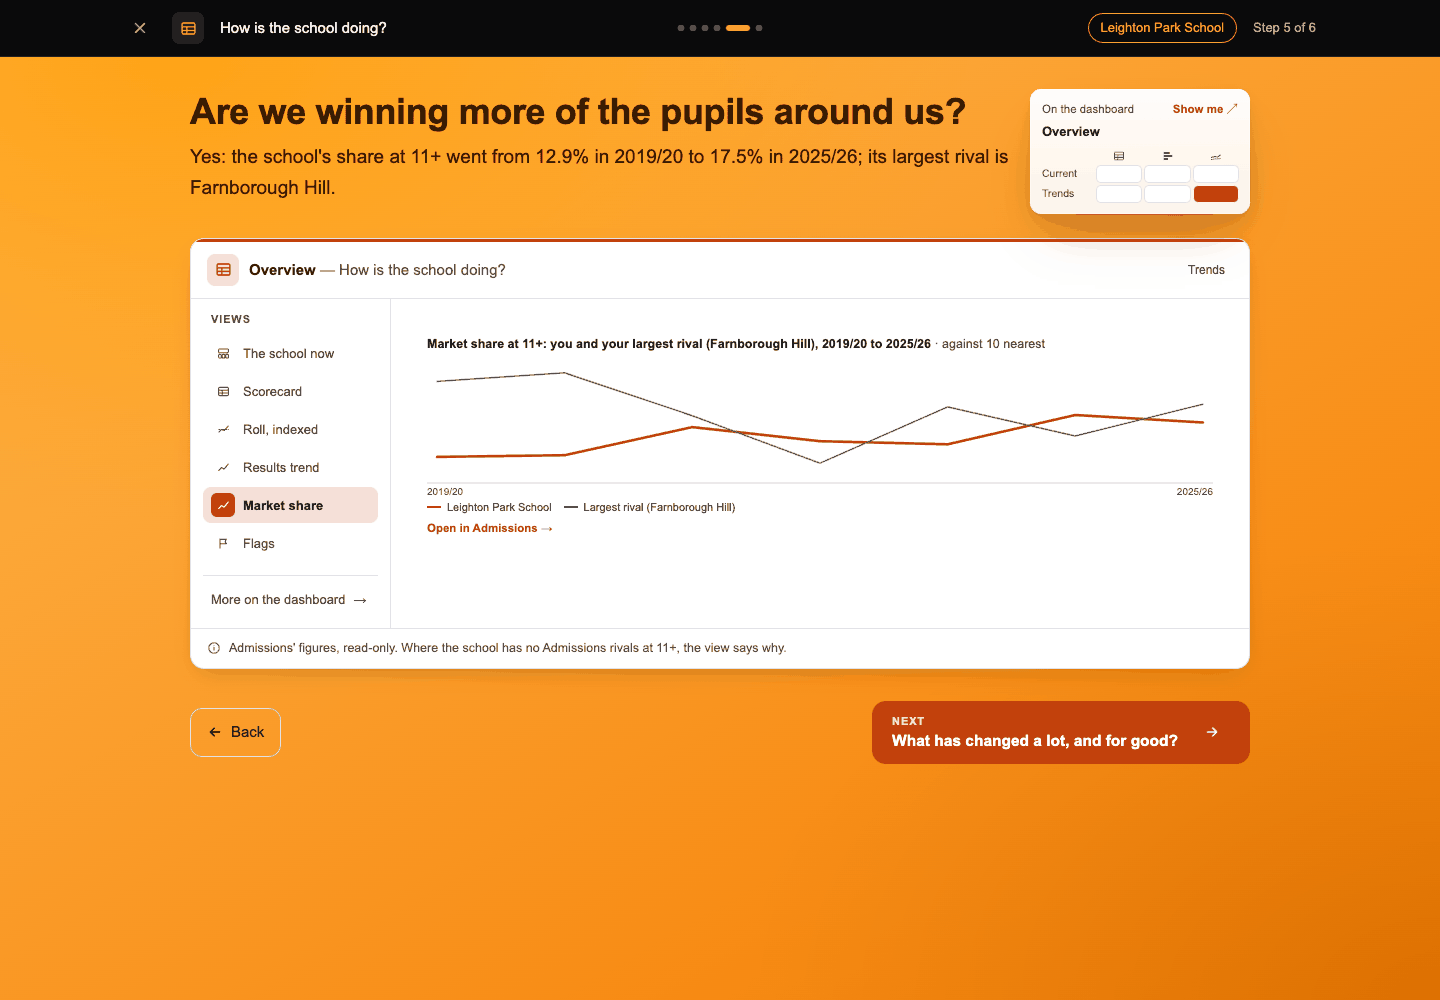 How is the school doing?
Leighton Park School
Step 5 of 6
Are we winning more of the pupils around us?
Yes: the school's share at 11+ went from 12.9% in 2019/20 to 17.5% in 2025/26; its largest rival is
Farnborough Hill.
On the dashboard
Show me
Overview
Current
Trends
Overview — How is the school doing?
Trends
VIEWS
The school now
Scorecard
Roll, indexed
Results trend
Market share
Flags
More on the dashboard →
Market share at 11+: you and your largest rival (Farnborough Hill), 2019/20 to 2025/26 · against 10 nearest
2019/20
2025/26
Leighton Park School
Largest rival (Farnborough Hill)
Open in Admissions →
Admissions' figures, read-only. Where the school has no Admissions rivals at 11+, the view says why.
← Back
NEXT
What has changed a lot, and for good? →